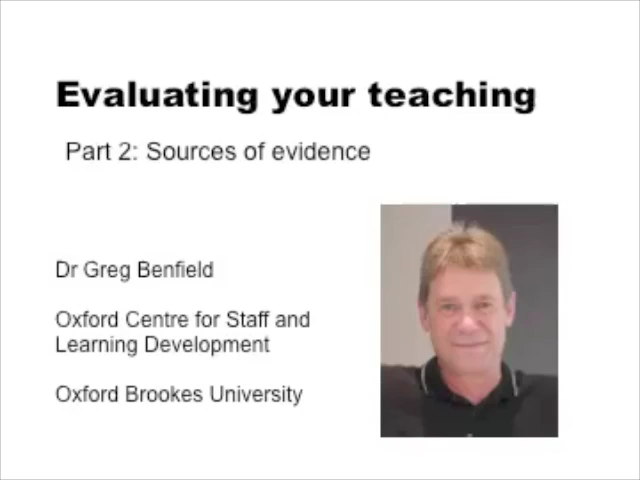 Evaluating your teaching
Part 2: Sources of evidence
Dr Greg Benfield
Oxford Centre for Staff and
Learning Development
Oxford Brookes University